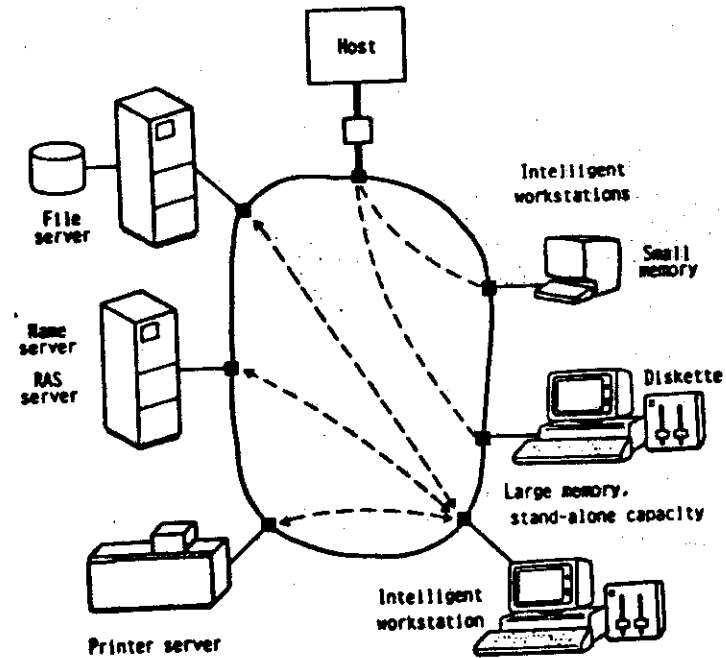 Host
Intelligent
workstations
File
server
Small
memory
Name
server
RAS
server
Diskette
Large memory,
stand-alone capacity
Intelligent
workstation
Printer server